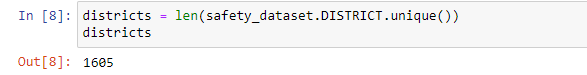 In [8]: districts = len(safety_dataset.DISTRICT.unique())
districts
Out[8]: 1605